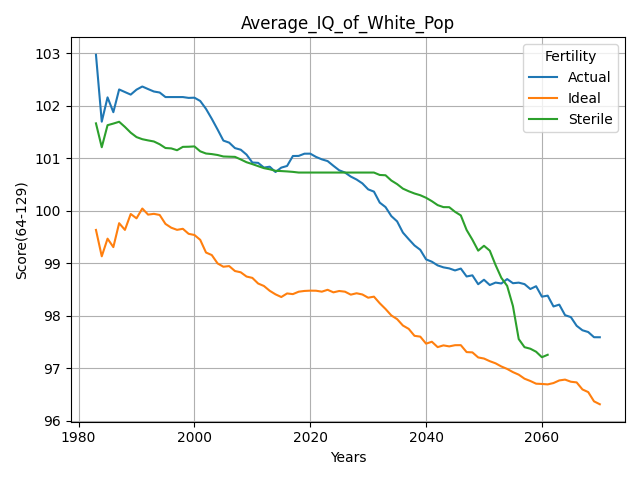 Average_IQ_of_White_Pop
Fertility
Actual
Ideal
Sterile
Score(64-129)
103
102
101
100
99
98
97
96
1980
2000
2020
2040
2060
Years